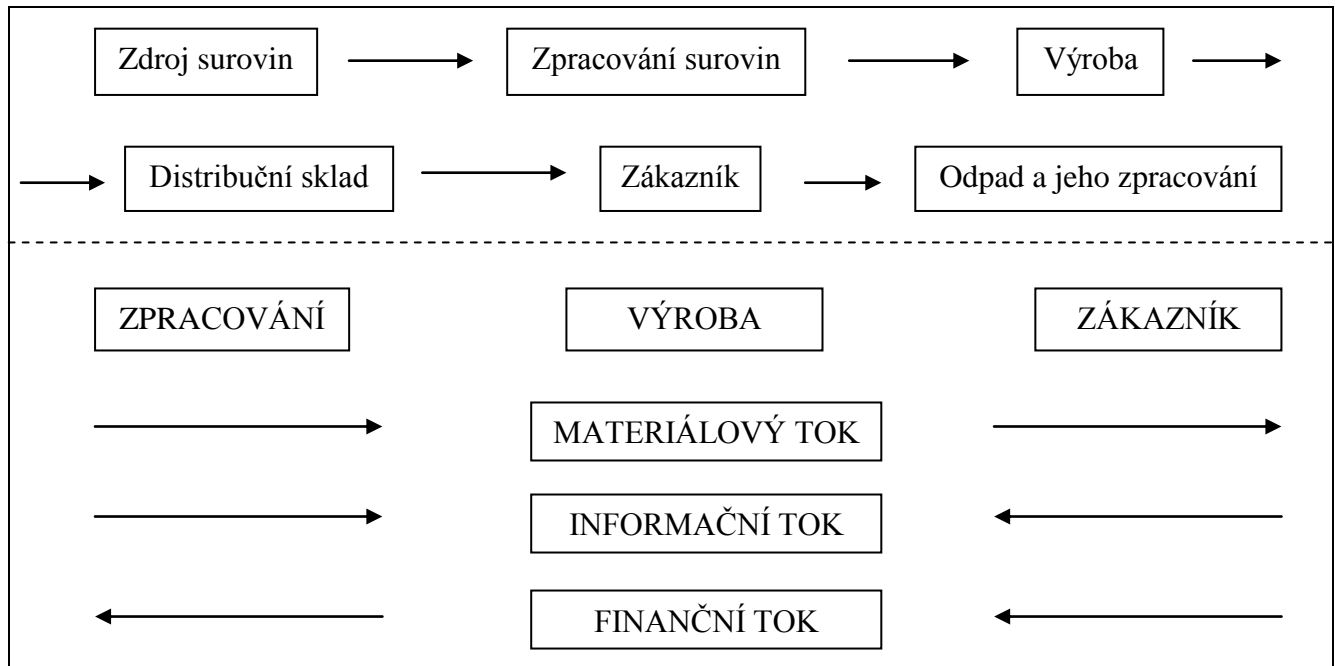 Zdroj surovin
Zpracování surovin
Výroba
Distribuční sklad
Zákazník
Odpad a jeho zpracování
ZPRACOVÁNÍ
VÝROBA
ZÁKAZNÍK
MATERIÁLOVÝ TOK
INFORMAČNÍ TOK
FINANČNÍ TOK